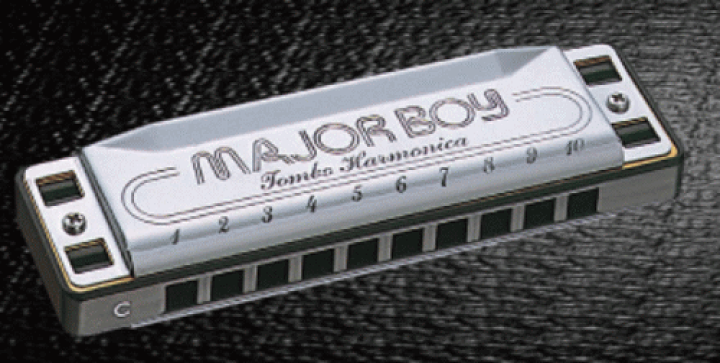 MAJOR BOY
Tombo Harmonica
1 2 3 4 5 6 7 8 9 10
C